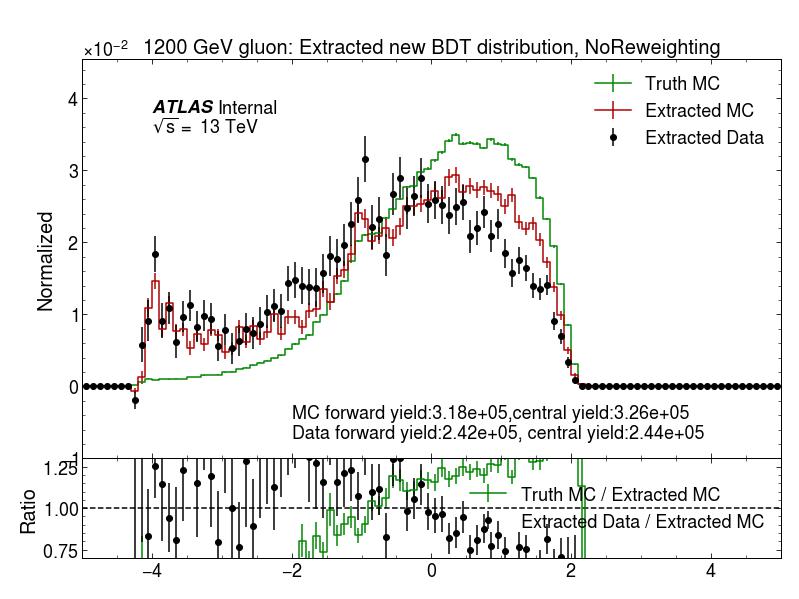 ×10⁻² 1200 GeV gluon: Extracted new BDT distribution, NoReweighting
ATLAS Internal
√s = 13 TeV
Truth MC
Extracted MC
Extracted Data
Normalized
4
3
2
1
0
MC forward yield:3.18e+05,central yield:3.26e+05
Data forward yield:2.42e+05, central yield:2.44e+05
1
Ratio
1.25
1.00
0.75
Truth MC / Extracted MC
Extracted Data / Extracted MC
−4 −2 0 2 4